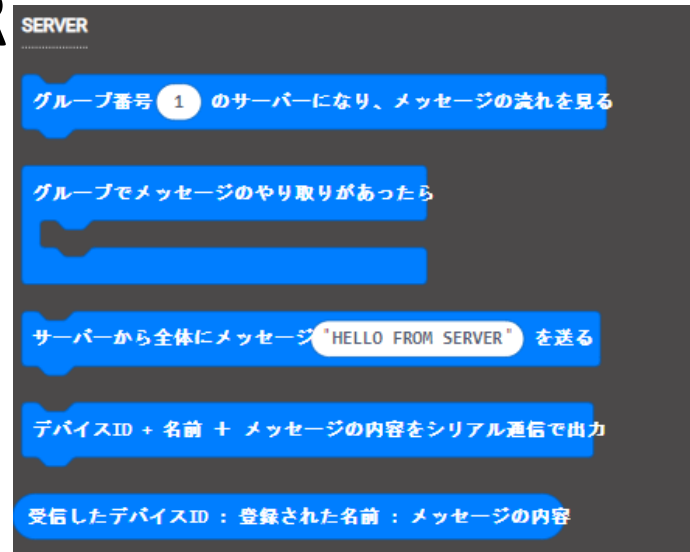 SERVER
グループ番号 1 のサーバーになり、メッセージの流れを見る
グループでメッセージのやり取りがあったら
サーバーから全体にメッセージ "HELLO FROM SERVER" を送る
デバイスID + 名前 + メッセージの内容をシリアル通信で出力
受信したデバイスID : 登録された名前 : メッセージの内容